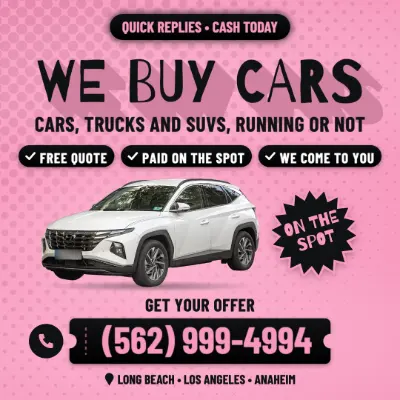 QUICK REPLIES • CASH TODAY
WE BUY CARS
CARS, TRUCKS AND SUVS, RUNNING OR NOT
✓ FREE QUOTE ✓ PAID ON THE SPOT ✓ WE COME TO YOU
ON THE
SPOT
GET YOUR OFFER
(562) 999-4994
LONG BEACH • LOS ANGELES • ANAHEIM